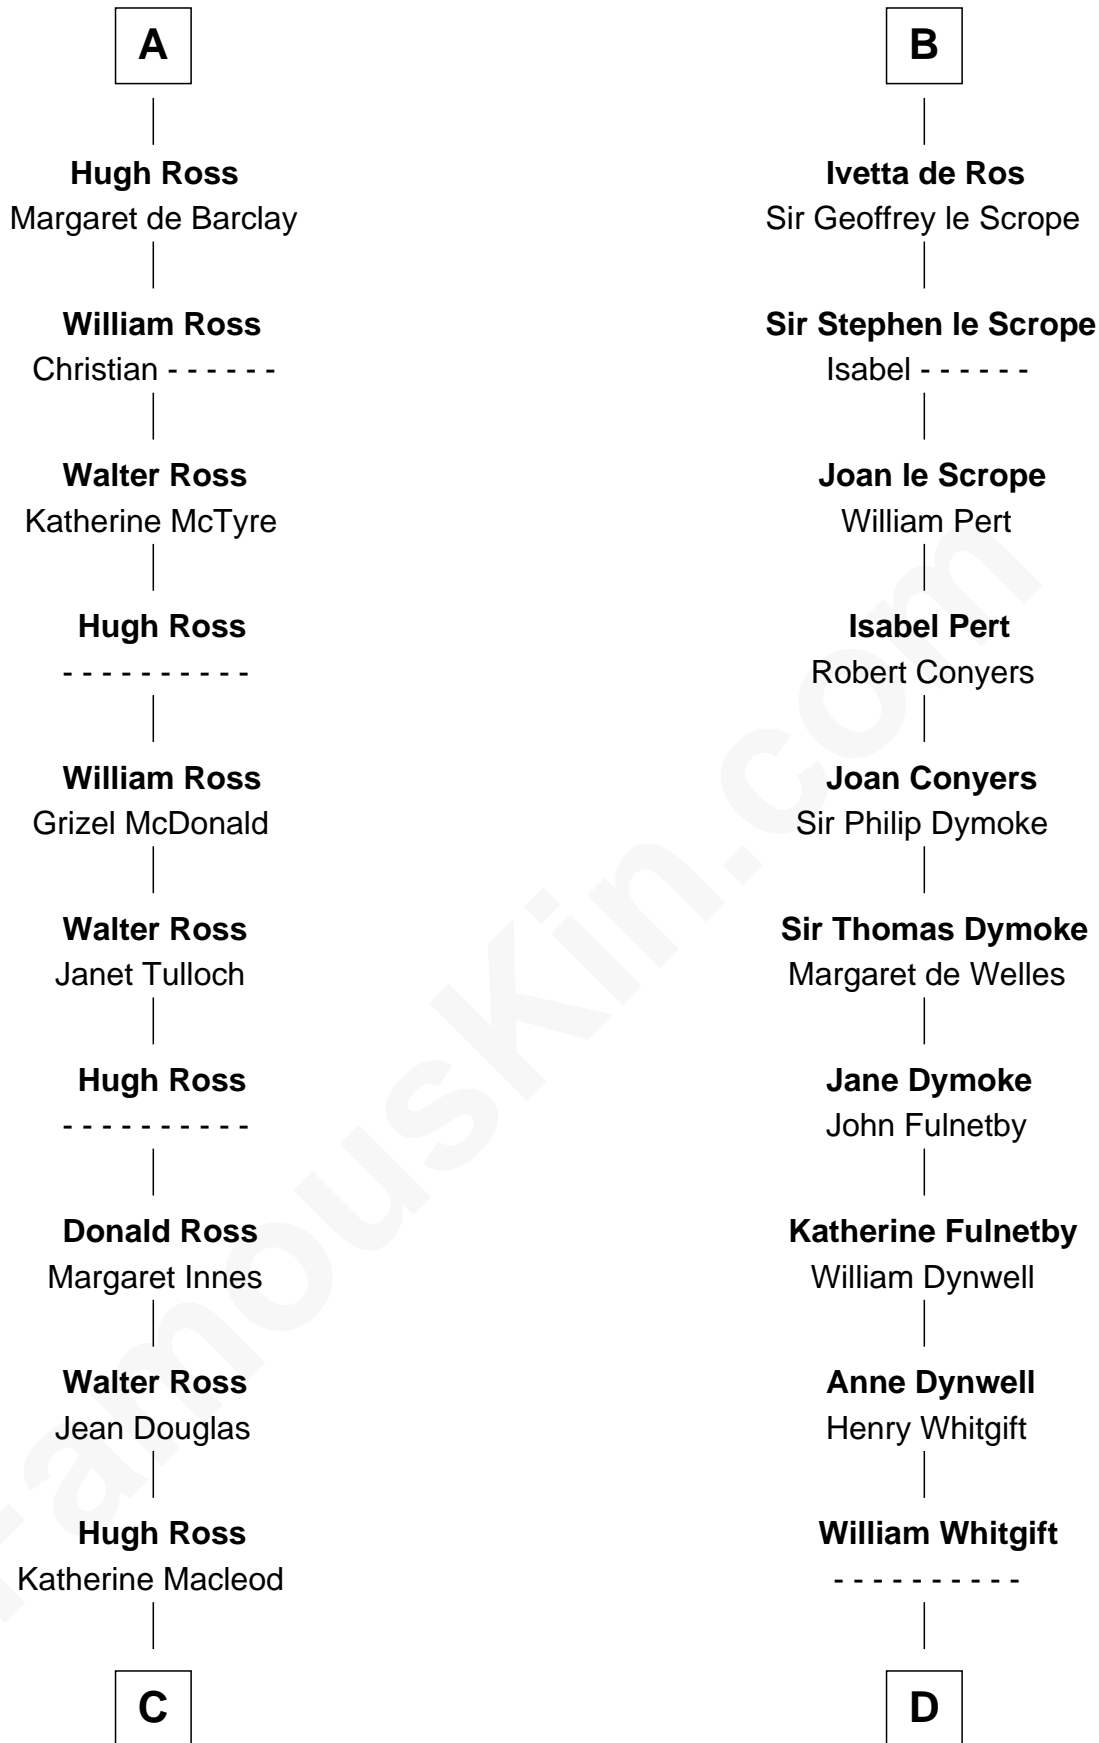 A
Hugh Ross
Margaret de Barclay
William Ross
Christian - - - - - -
Walter Ross
Katherine McTyre
Hugh Ross
- - - - - - - - - -
William Ross
Grizel McDonald
Walter Ross
Janet Tulloch
Hugh Ross
- - - - - - - - - -
Donald Ross
Margaret Innes
Walter Ross
Jean Douglas
Hugh Ross
Katherine Macleod
C
B
Ivetta de Ros
Sir Geoffrey le Scrope
Sir Stephen le Scrope
Isabel - - - - - -
Joan le Scrope
William Pert
Isabel Pert
Robert Conyers
Joan Conyers
Sir Philip Dymoke
Sir Thomas Dymoke
Margaret de Welles
Jane Dymoke
John Fulnetby
Katherine Fulnetby
William Dynwell
Anne Dynwell
Henry Whitgift
William Whitgift
- - - - - - - - - -
D
FamousKin.com